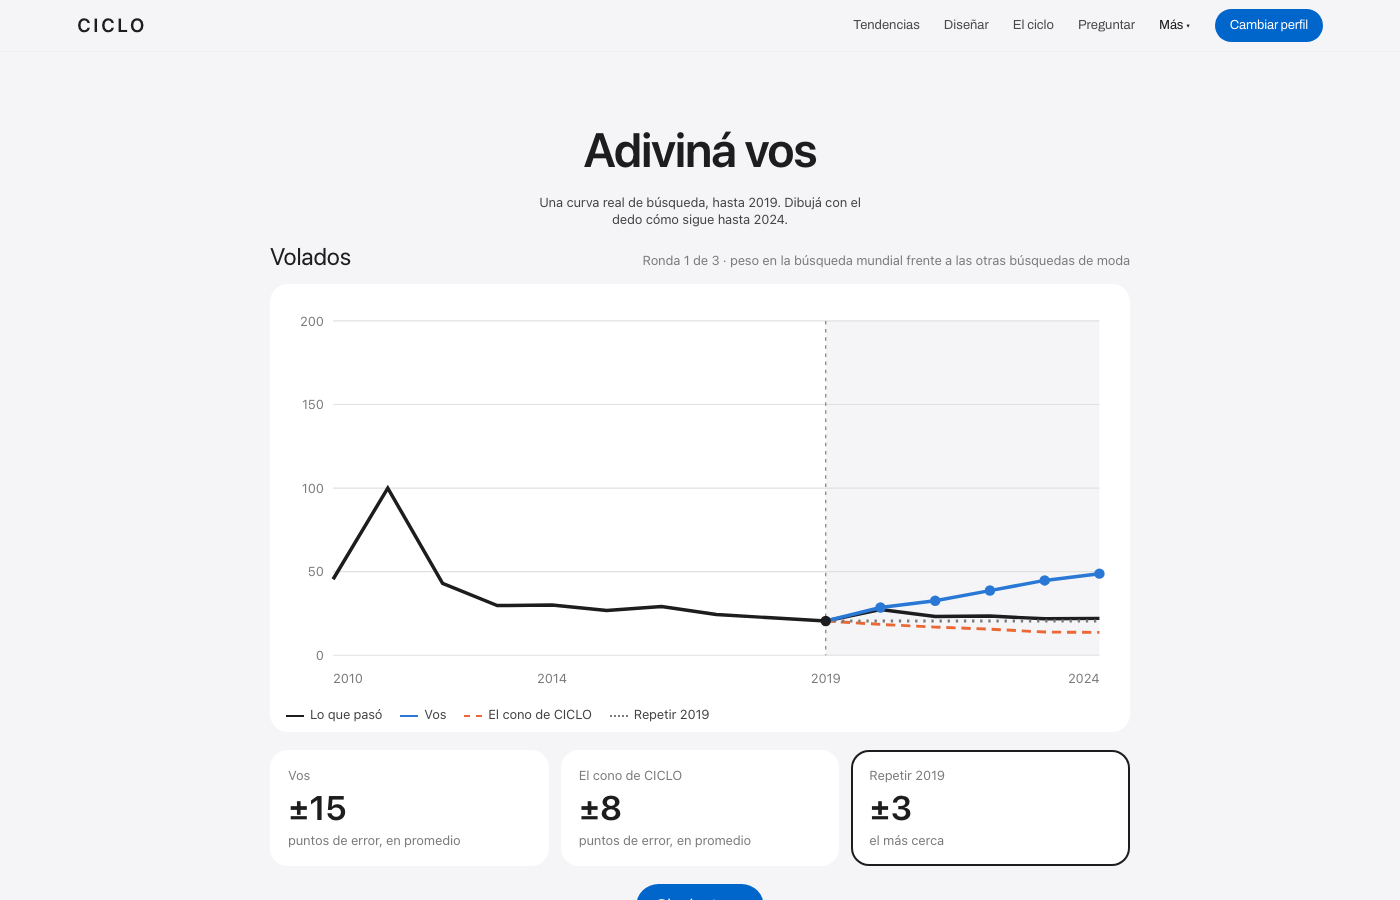 CICLO
Tendencias
Diseñar
El ciclo
Preguntar
Más
Cambiar perfil
Adiviná vos
Una curva real de búsqueda, hasta 2019. Dibujá con el
dedo cómo sigue hasta 2024.
Volados
Ronda 1 de 3 · peso en la búsqueda mundial frente a las otras búsquedas de moda
200
150
100
50
0
2010
2014
2019
2024
Lo que pasó
Vos
El cono de CICLO
Repetir 2019
Vos
±15
puntos de error, en promedio
El cono de CICLO
±8
puntos de error, en promedio
Repetir 2019
±3
el más cerca